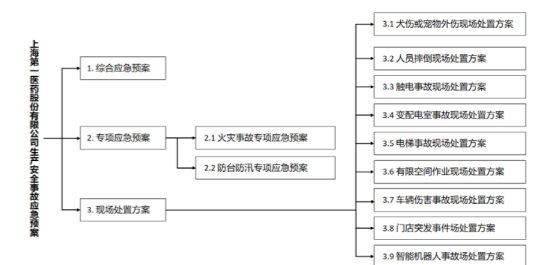 上海第一医药股份有限公司生产安全事故应急预案
1. 综合应急预案
2. 专项应急预案
2.1 火灾事故专项应急预案
2.2 防台防汛专项应急预案
3. 现场处置方案
3.1 犬伤或宠物外伤现场处置方案
3.2 人员摔倒现场处置方案
3.3 触电事故现场处置方案
3.4 变配电室事故现场处置方案
3.5 电梯事故现场处置方案
3.6 有限空间作业现场处置方案
3.7 车辆伤害事故现场处置方案
3.8 门店突发事件场处置方案
3.9 智能机器人事故场处置方案